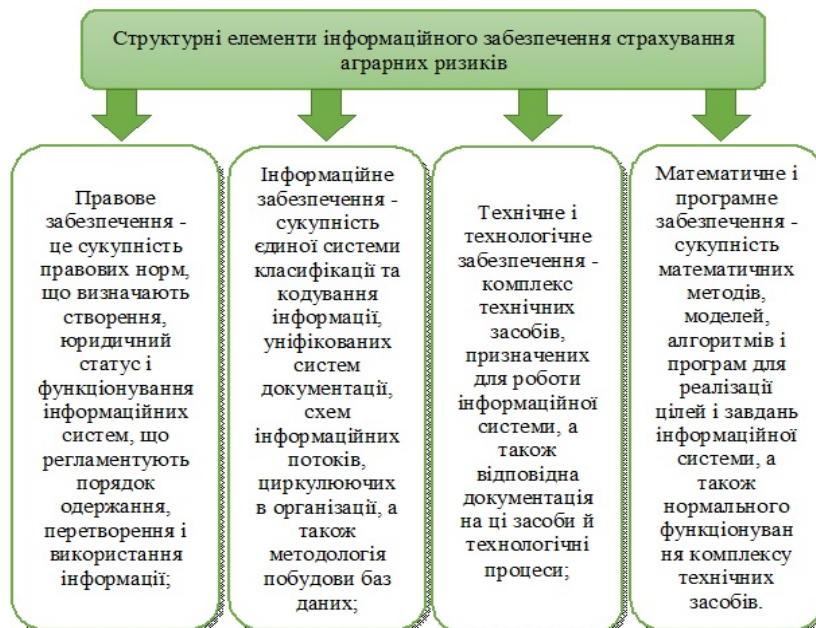 Структурні елементи інформаційного забезпечення страхування
аграрних ризиків
Правове
забезпечення -
це сукупність
правових норм,
що визначають
створення,
юридичний
статус і
функціонування
інформаційних
систем, що
регламентують
порядок
одержання,
перетворення і
використання
інформації;
Інформаційне
забезпечення -
сукупність
єдиної системи
класифікації та
кодування
інформації,
уніфікованих
систем
документації,
схем
інформаційних
потоків,
циркулюючих
в організації, а
також
методологія
побудови баз
даних;
Технічне і
технологічне
забезпечення -
комплекс
технічних
засобів,
призначених
для роботи
інформаційної
системи, а
також
відповідна
документація
на ці засоби й
технологічні
процеси;
Математичне і
програмне
забезпечення -
сукупність
математичних
методів,
моделей,
алгоритмів і
програм для
реалізації
цілей і завдань
інформаційної
системи, а
також
нормального
функціонуван
ня комплексу
технічних
засобів.